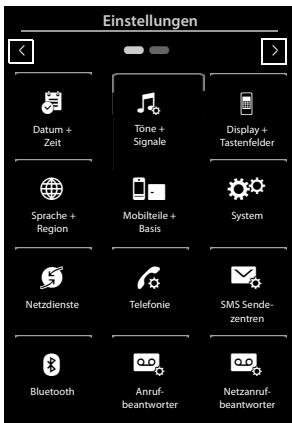 Einstellungen
Datum +
Zeit
Töne +
Signale
Display +
Tastenfelder
Sprache +
Region
Mobilteile +
Basis
System
Netzdienste
Telefonie
SMS Sende-
zentren
Bluetooth
Anruf-
beantworter
Netzanruf-
beantworter